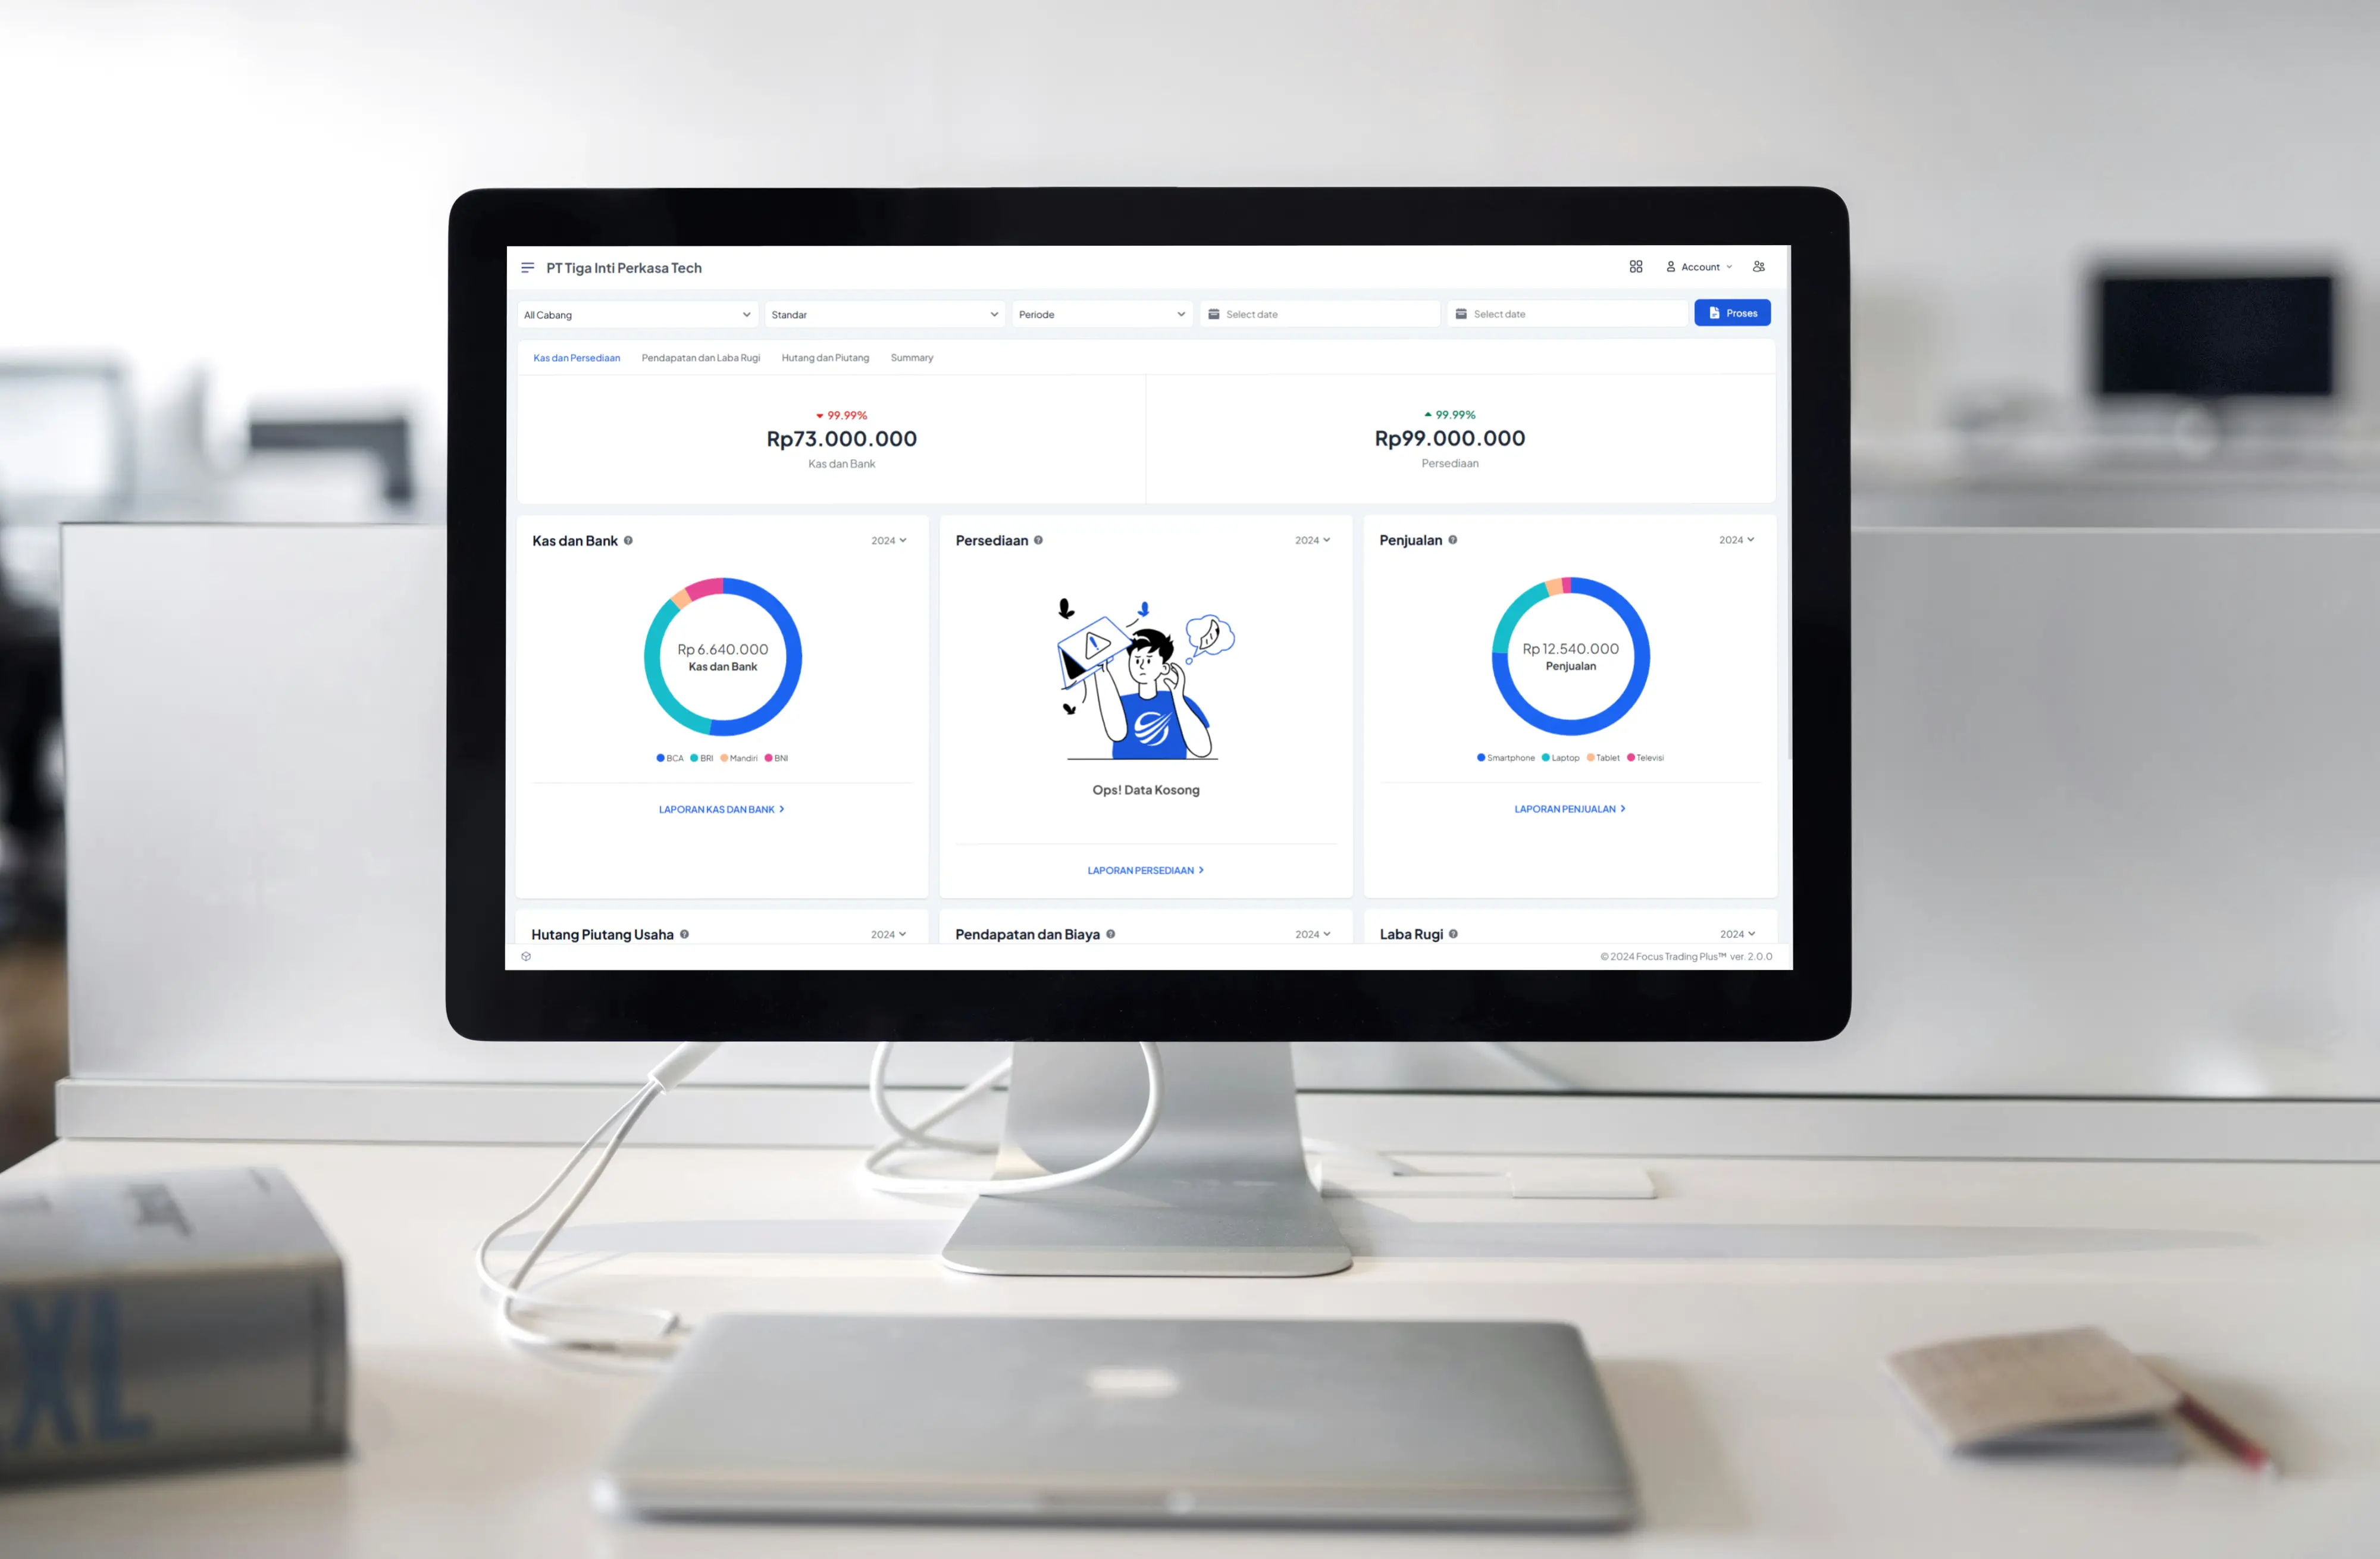 PT Tiga Inti Perkasa Tech
Account
All Cabang
Standar
Periode
Select date
Select date
Proses
Kas dan Persediaan
Pendapatan dan Laba Rugi
Hutang dan Piutang
Summary
99.99%
Rp73.000.000
Kas dan Bank
99.99%
Rp99.000.000
Persediaan
Kas dan Bank
2024
Rp 6.640.000
Kas dan Bank
BCA BRI Mandiri BNI
LAPORAN KAS DAN BANK
Persediaan
2024
Ops! Data Kosong
LAPORAN PERSEDIAAN
Penjualan
2024
Rp 12.540.000
Penjualan
Smartphone Laptop Tablet Televisi
LAPORAN PENJUALAN
Hutang Piutang Usaha
2024
Pendapatan dan Biaya
2024
Laba Rugi
2024
© 2024 Focus Trading Plus™ ver. 2.0.0
XL